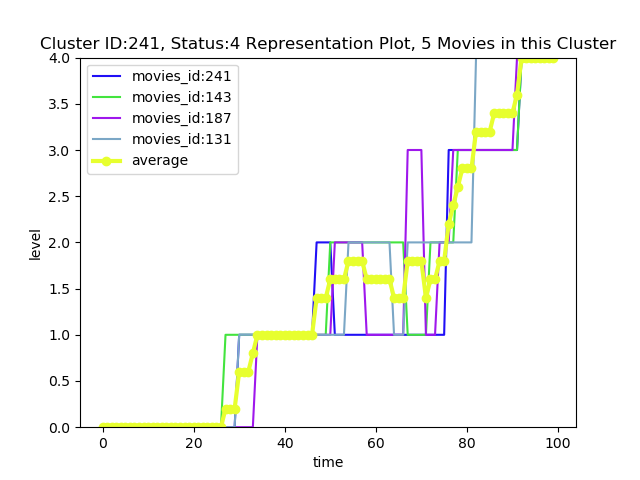 Cluster ID:241, Status:4 Representation Plot, 5 Movies in this Cluster
movies_id:241
movies_id:143
movies_id:187
movies_id:131
average
level
4.0
3.5
3.0
2.5
2.0
1.5
1.0
0.5
0.0
0 20 40 60 80 100
time